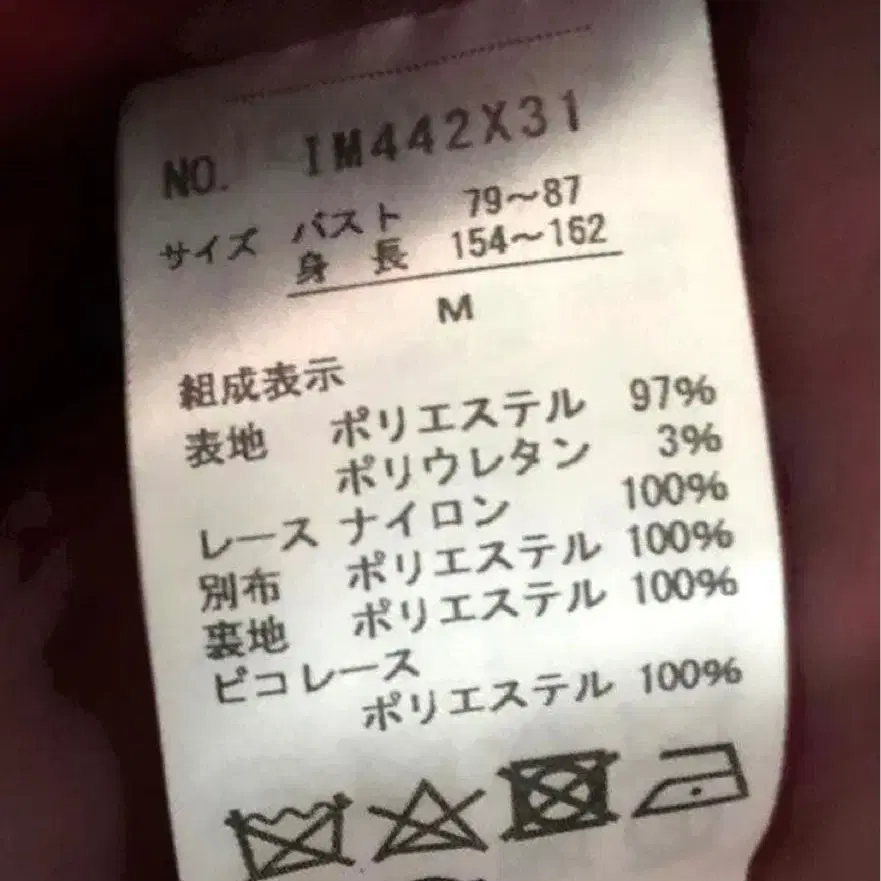 NO. IM442X31
サイズ バスト 79～87
身 長 154～162
M
組成表示
表地 ポリエステル 97%
ポリウレタン 3%
レース ナイロン 100%
別布 ポリエステル 100%
裏地 ポリエステル 100%
ピコレース
ポリエステル 100%